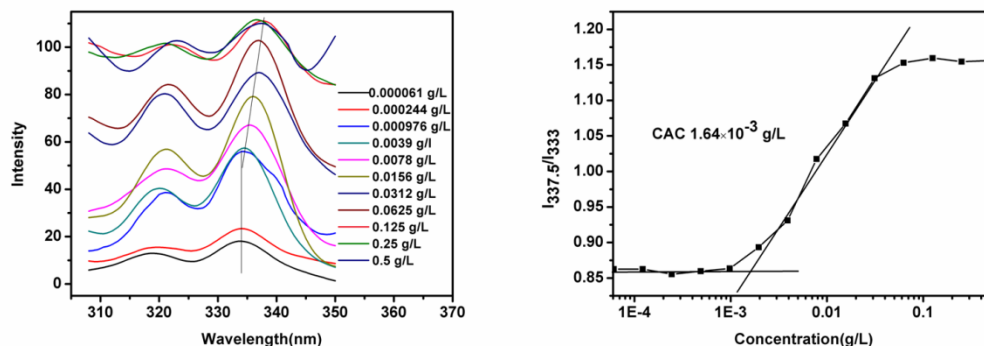 100
80
60
40
20
0
Intensity
310 320 330 340 350 360 370
Wavelength(nm)
0.000061 g/L
0.000244 g/L
0.000976 g/L
0.0039 g/l
0.0078 g/L
0.0156 g/L
0.0312 g/L
0.0625 g/L
0.125 g/L
0.25 g/L
0.5 g/L
1.20
1.15
1.10
1.05
1.00
0.95
0.90
0.85
I337.5/I333
CAC 1.64×10-3 g/L
1E-4 1E-3 0.01 0.1
Concentration(g/L)